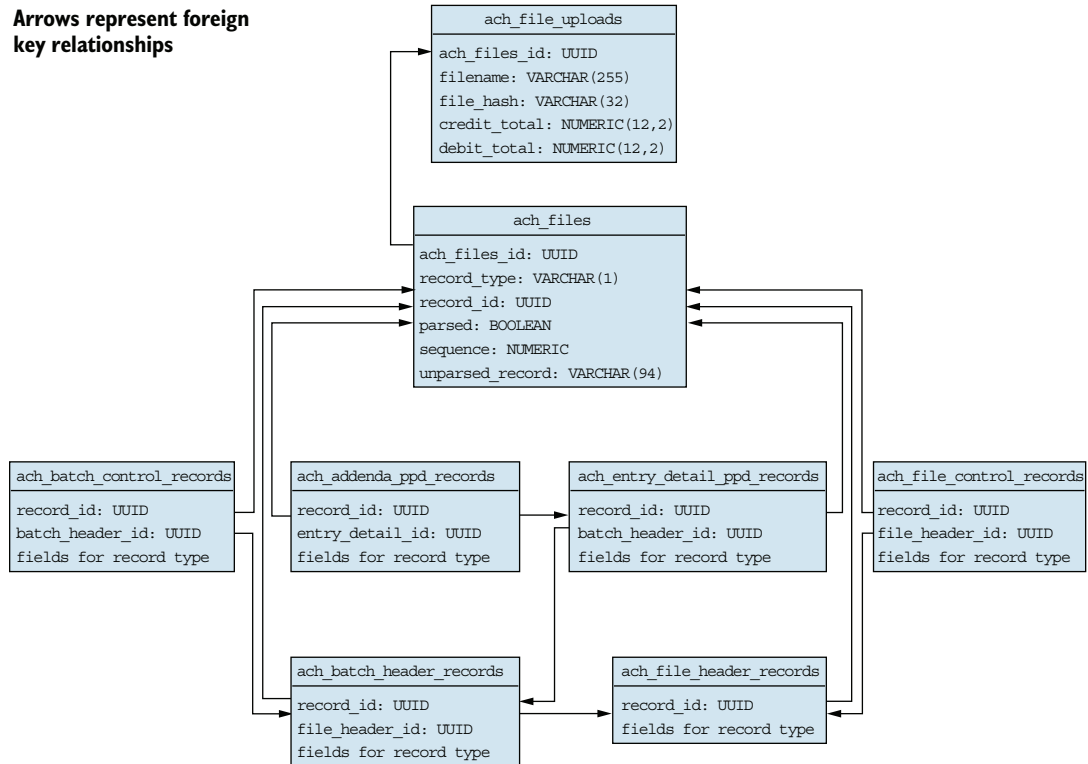 Arrows represent foreign
key relationships
ach_file_uploads
ach_files_id: UUID
filename: VARCHAR(255)
file_hash: VARCHAR(32)
credit_total: NUMERIC(12,2)
debit_total: NUMERIC(12,2)
ach_files
ach_files_id: UUID
record_type: VARCHAR(1)
record_id: UUID
parsed: BOOLEAN
sequence: NUMERIC
unparsed_record: VARCHAR(94)
ach_batch_control_records
record_id: UUID
batch_header_id: UUID
fields for record type
ach_addenda_ppd_records
record_id: UUID
entry_detail_id: UUID
fields for record type
ach_entry_detail_ppd_records
record_id: UUID
batch_header_id: UUID
fields for record type
ach_file_control_records
record_id: UUID
file_header_id: UUID
fields for record type
ach_batch_header_records
record_id: UUID
file_header_id: UUID
fields for record type
ach_file_header_records
record_id: UUID
fields for record type